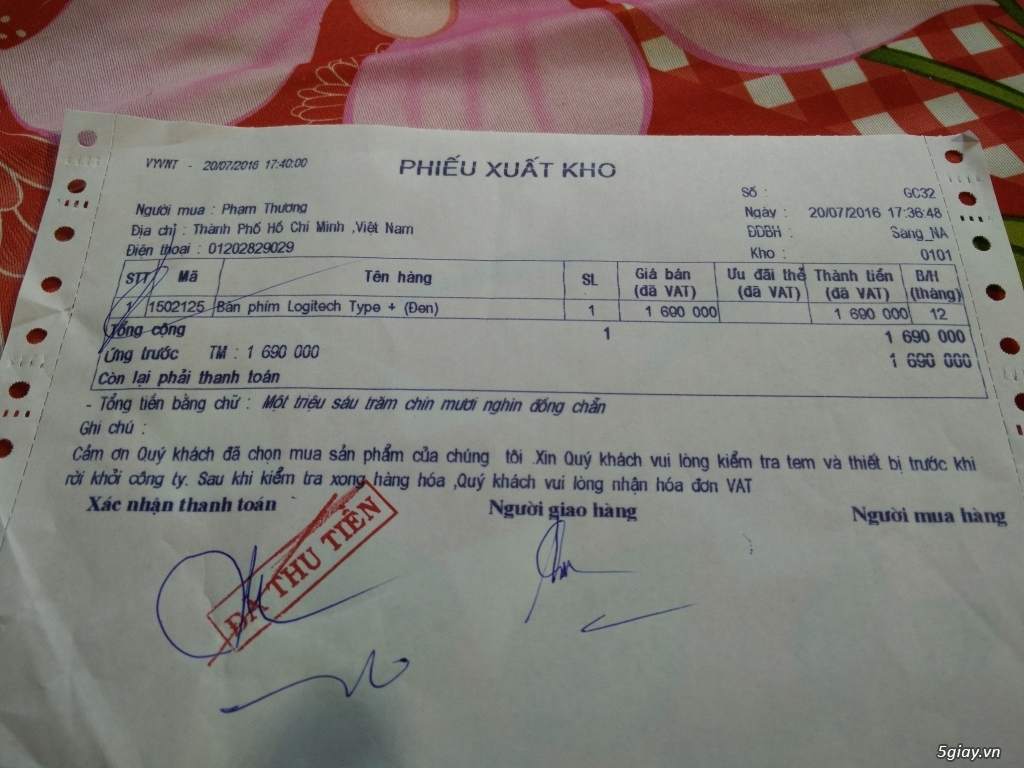 VYVNT - 20/07/2016 17:40:00
PHIẾU XUẤT KHO
Số : GC32
Người mua : Phạm Thương
Ngày : 20/07/2016 17:36:48
Địa chỉ : Thành Phố Hồ Chí Minh ,Việt Nam
ĐDBH : Sang_NA
Điện thoại : 01202829029
Kho : 0101
STT Mã Tên hàng SL Giá bán (đã VAT) Ưu đãi thẻ (đã VAT) Thành tiền (đã VAT) B/H (tháng)
1 1502125 Bàn phím Logitech Type + (Đen) 1 1 690 000 1 690 000 12
Tổng cộng 1 1 690 000
Ứng trước TM : 1 690 000 1 690 000
Còn lại phải thanh toán
- Tổng tiền bằng chữ : Một triệu sáu trăm chín mươi nghìn đồng chẵn
Ghi chú :
Cảm ơn Quý khách đã chọn mua sản phẩm của chúng tôi .Xin Quý khách vui lòng kiểm tra tem và thiết bị trước khi
rời khỏi công ty. Sau khi kiểm tra xong hàng hóa ,Quý khách vui lòng nhận hóa đơn VAT
Xác nhận thanh toán Người giao hàng Người mua hàng
ĐÃ THU TIỀN
5giay.vn